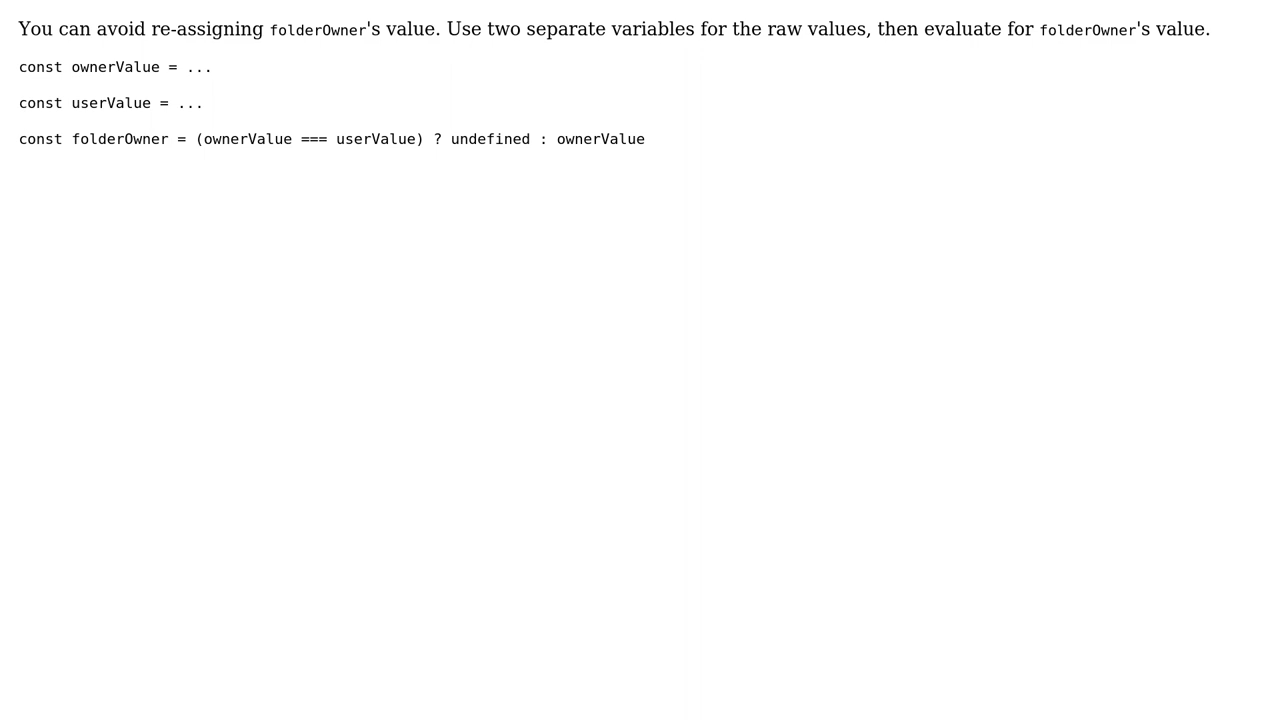 You can avoid re-assigning folderOwner's value. Use two separate variables for the raw values, then evaluate for folderOwner's value.
const ownerValue = ...
const userValue = ...
const folderOwner = (ownerValue === userValue) ? undefined : ownerValue